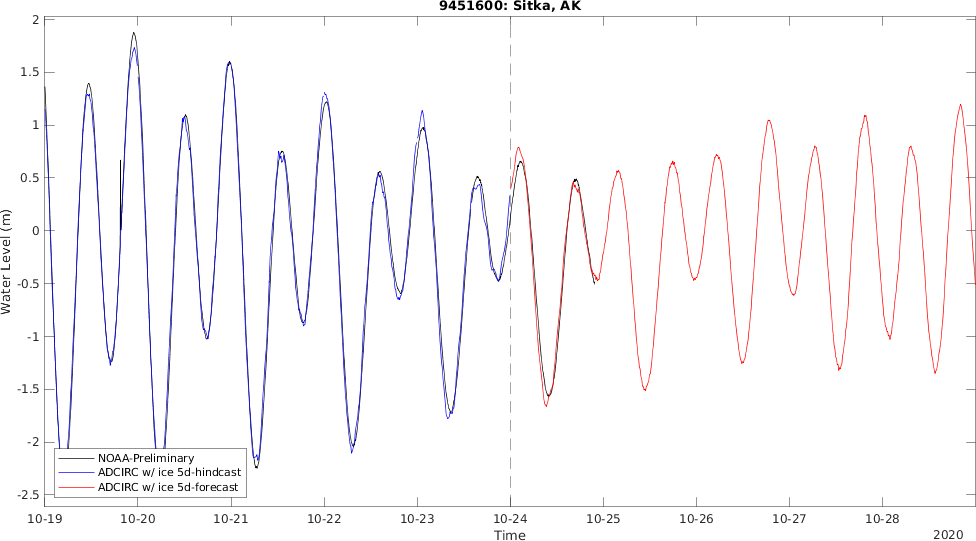 9451600: Sitka, AK
2
1.5
1
0.5
0
-0.5
-1
-1.5
-2
-2.5
Water Level (m)
NOAA-Preliminary
ADCIRC w/ ice 5d-hindcast
ADCIRC w/ ice 5d-forecast
10-19 10-20 10-21 10-22 10-23 10-24 10-25 10-26 10-27 10-28
Time
2020